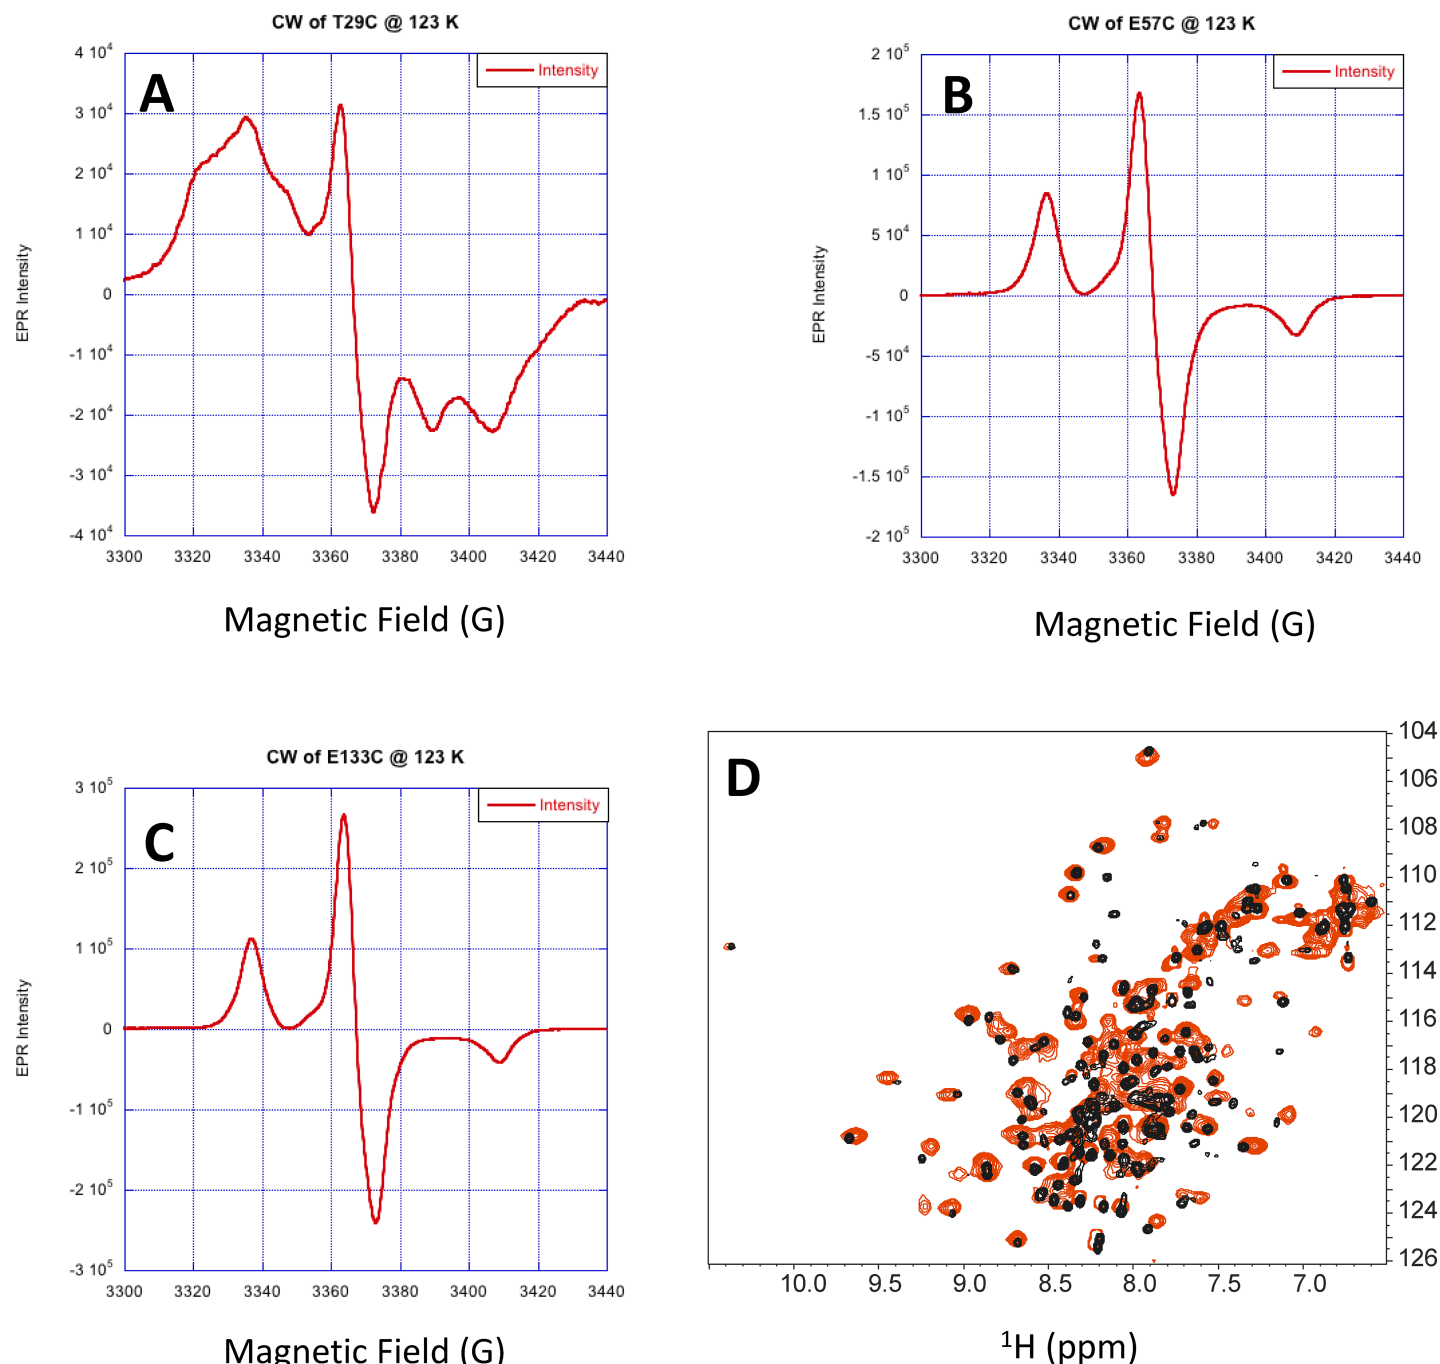 CW of T29C @ 123 K
4 10⁴
Intensity
A
3 10⁴
2 10⁴
1 10⁴
0
-1 10⁴
-2 10⁴
-3 10⁴
-4 10⁴
EPR Intensity
3300 3320 3340 3360 3380 3400 3420 3440
Magnetic Field (G)
CW of E57C @ 123 K
2 10⁵
Intensity
B
1.5 10⁵
1 10⁵
5 10⁴
0
-5 10⁴
-1 10⁵
-1.5 10⁵
-2 10⁵
EPR Intensity
3300 3320 3340 3360 3380 3400 3420 3440
Magnetic Field (G)
CW of E133C @ 123 K
3 10⁵
Intensity
C
2 10⁵
1 10⁵
0
-1 10⁵
-2 10⁵
-3 10⁵
EPR Intensity
3300 3320 3340 3360 3380 3400 3420 3440
Magnetic Field (G)
D
104
106
108
110
112
114
116
118
120
122
124
126
10.0 9.5 9.0 8.5 8.0 7.5 7.0
¹H (ppm)